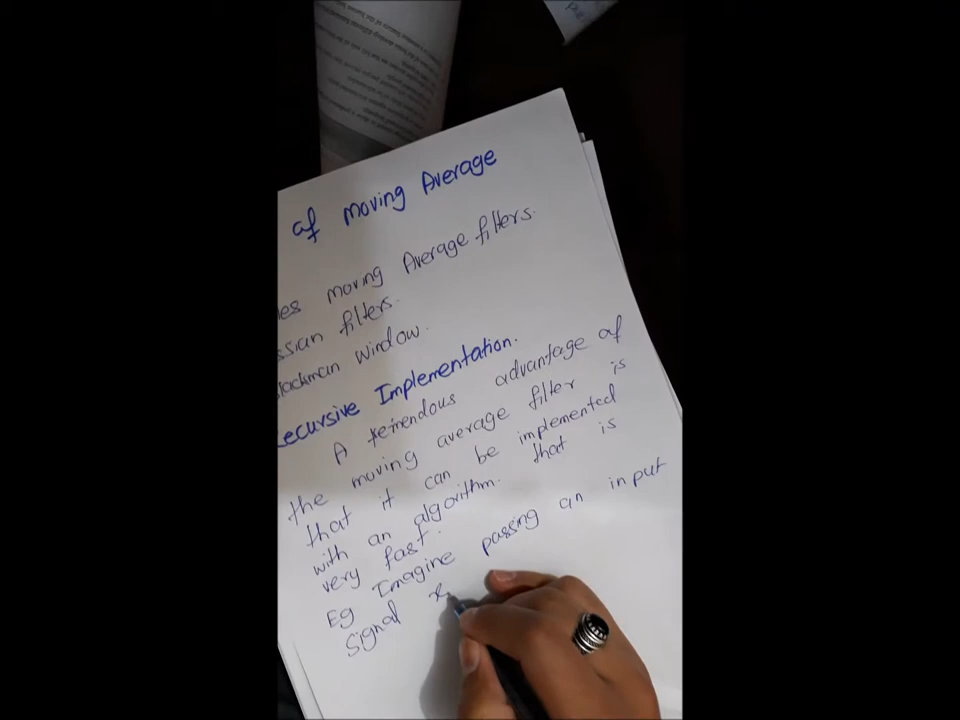 of Moving Average
moving Average filters.
ssian filters.
lackman Window.
ecursive Implementation.
A tremendous advantage of
the moving average filter is
that it can be implemented
with an algorithm. that is
very fast.
Eg Imagine passing an input
signal x